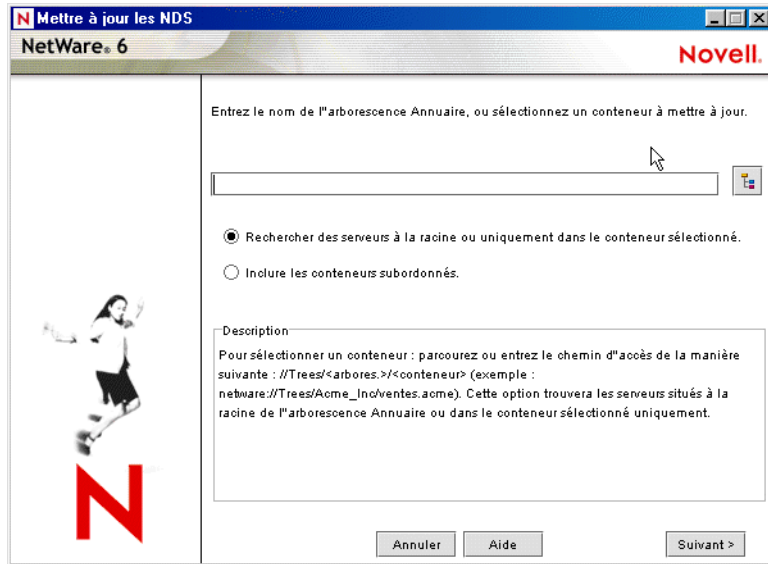 Mettre à jour les NDS
NetWare® 6
Novell.
Entrez le nom de l"arborescence Annuaire, ou sélectionnez un conteneur à mettre à jour.
Rechercher des serveurs à la racine ou uniquement dans le conteneur sélectionné.
Inclure les conteneurs subordonnés.
Description
Pour sélectionner un conteneur : parcourez ou entrez le chemin d"accès de la manière
suivante : //Trees/<arbores.>/<conteneur> (exemple :
netware://Trees/Acme_Inc/ventes.acme). Cette option trouvera les serveurs situés à la
racine de l"arborescence Annuaire ou dans le conteneur sélectionné uniquement.
N
Annuler Aide Suivant >